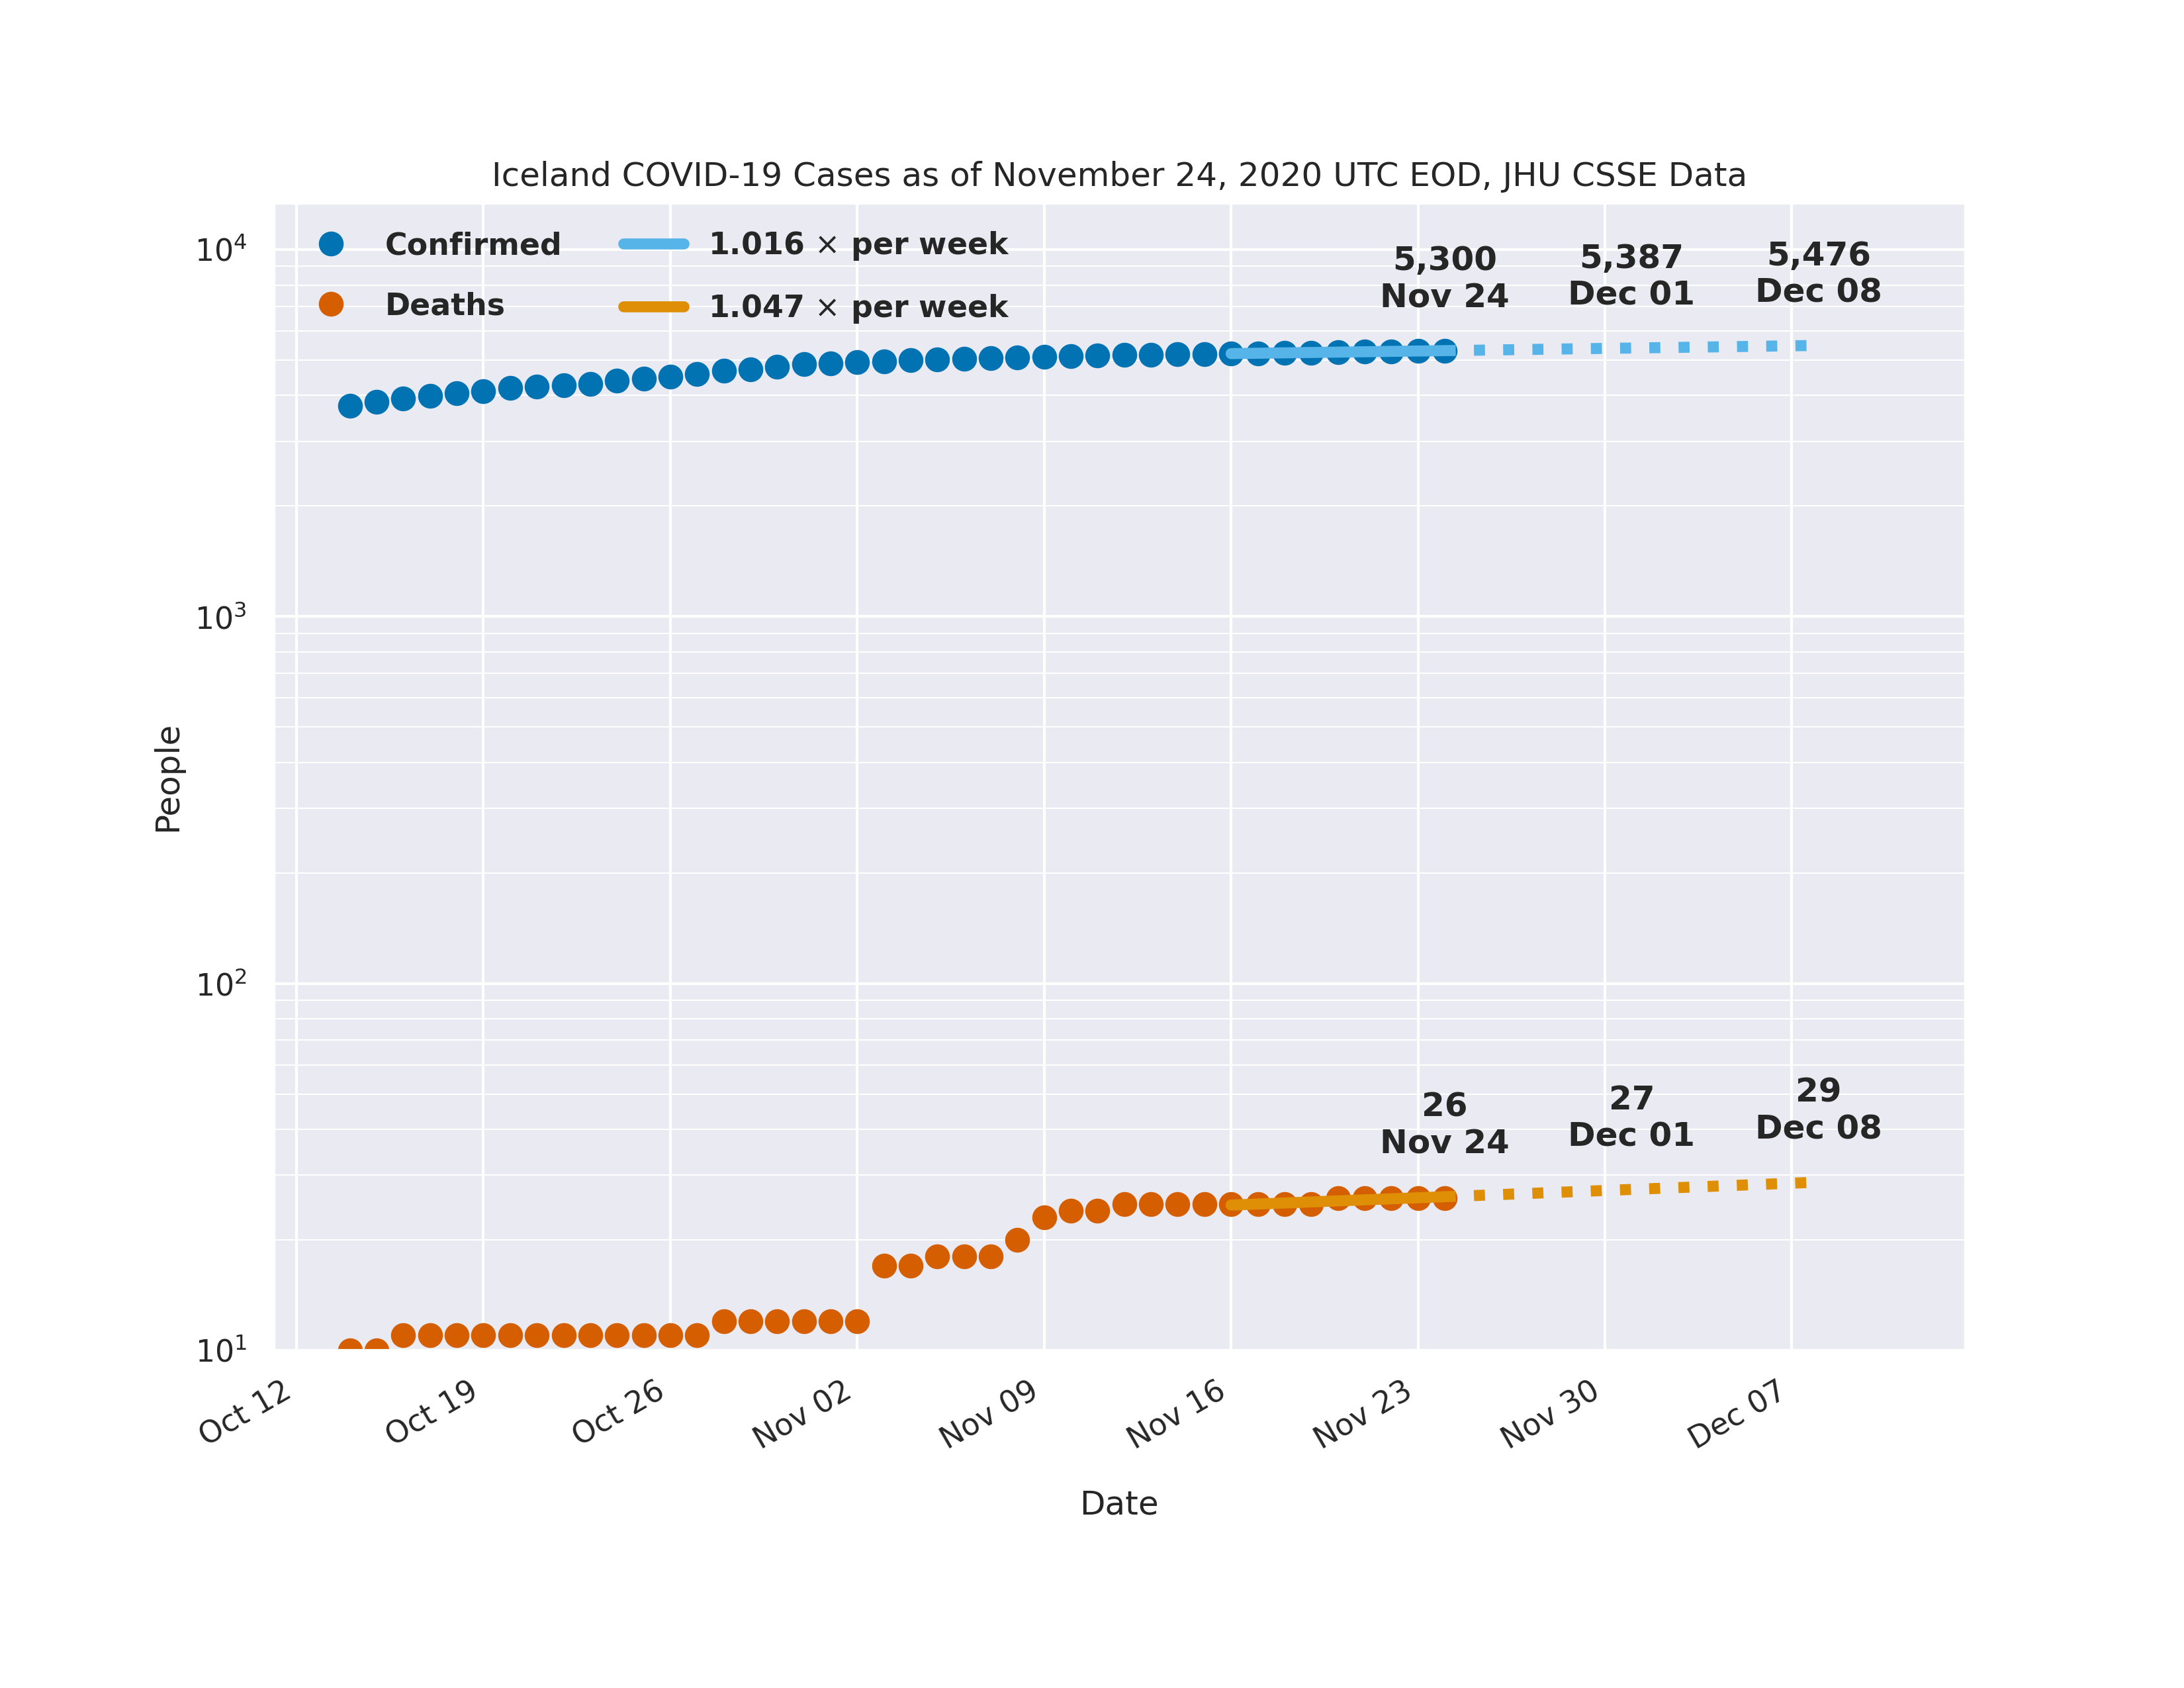 Iceland COVID-19 Cases as of November 24, 2020 UTC EOD, JHU CSSE Data
Confirmed
Deaths
1.016 × per week
1.047 × per week
5,300
Nov 24
5,387
Dec 01
5,476
Dec 08
10⁴
10³
10²
10¹
People
26
Nov 24
27
Dec 01
29
Dec 08
Oct 12
Oct 19
Oct 26
Nov 02
Nov 09
Nov 16
Nov 23
Nov 30
Dec 07
Date